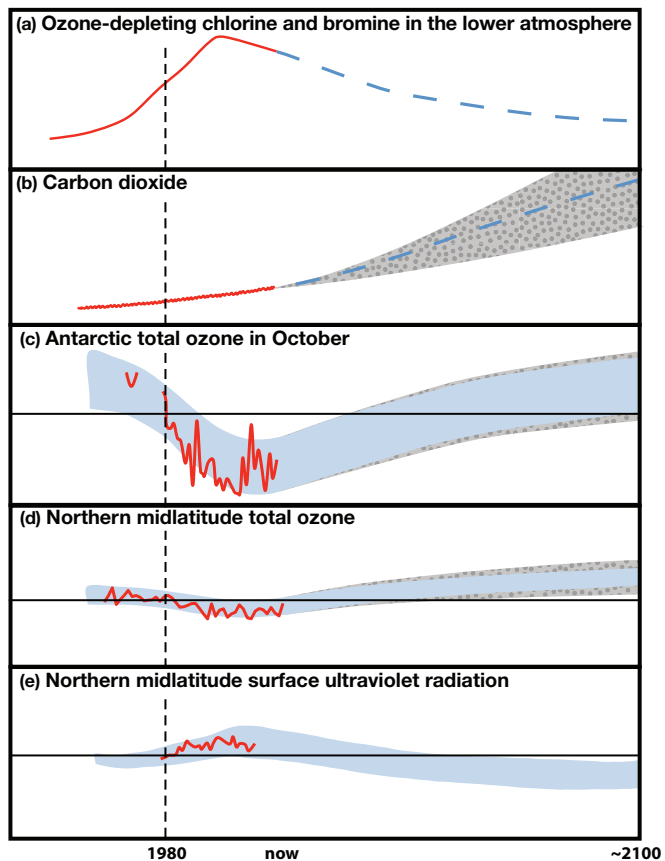 (a) Ozone-depleting chlorine and bromine in the lower atmosphere
(b) Carbon dioxide
(c) Antarctic total ozone in October
(d) Northern midlatitude total ozone
(e) Northern midlatitude surface ultraviolet radiation
1980 now ~2100